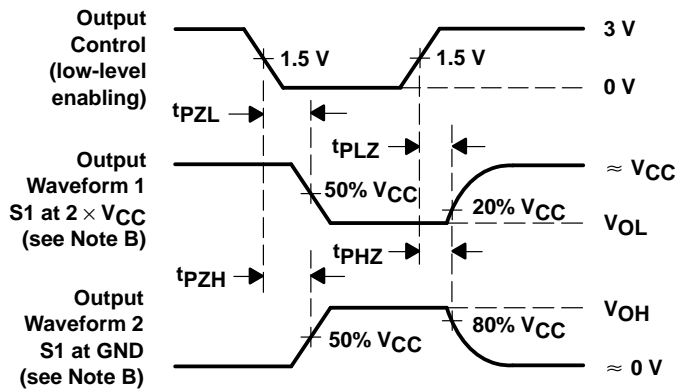 Output
Control
(low-level
enabling)
1.5 V
1.5 V
3 V
0 V
tPZL
tPLZ
Output
Waveform 1
S1 at 2 × VCC
(see Note B)
50% VCC
20% VCC
≈ VCC
VOL
tPZH
tPHZ
Output
Waveform 2
S1 at GND
(see Note B)
50% VCC
80% VCC
VOH
≈ 0 V